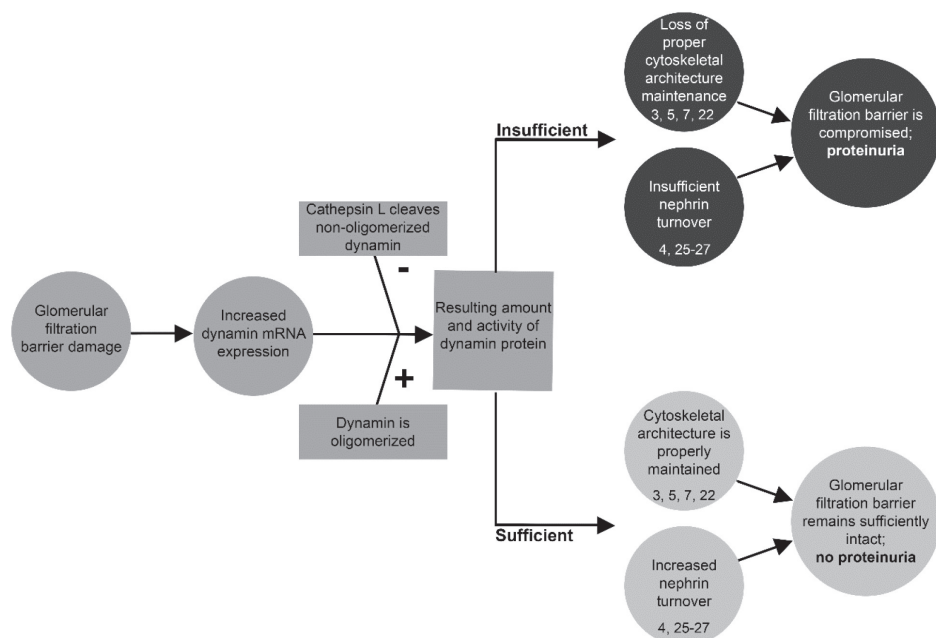 Glomerular
filtration
barrier damage
Increased
dynamin mRNA
expression
Cathepsin L cleaves
non-oligomerized
dynamin
-
+
Dynamin is
oligomerized
Resulting amount
and activity of
dynamin protein
Insufficient
Loss of
proper
cytoskeletal
architecture
maintenance
3, 5, 7, 22
Insufficient
nephrin
turnover
4, 25-27
Glomerular
filtration barrier is
compromised;
proteinuria
Sufficient
Cytoskeletal
architecture is
properly
maintained
3, 5, 7, 22
Increased
nephrin
turnover
4, 25-27
Glomerular
filtration barrier
remains sufficiently
intact;
no proteinuria